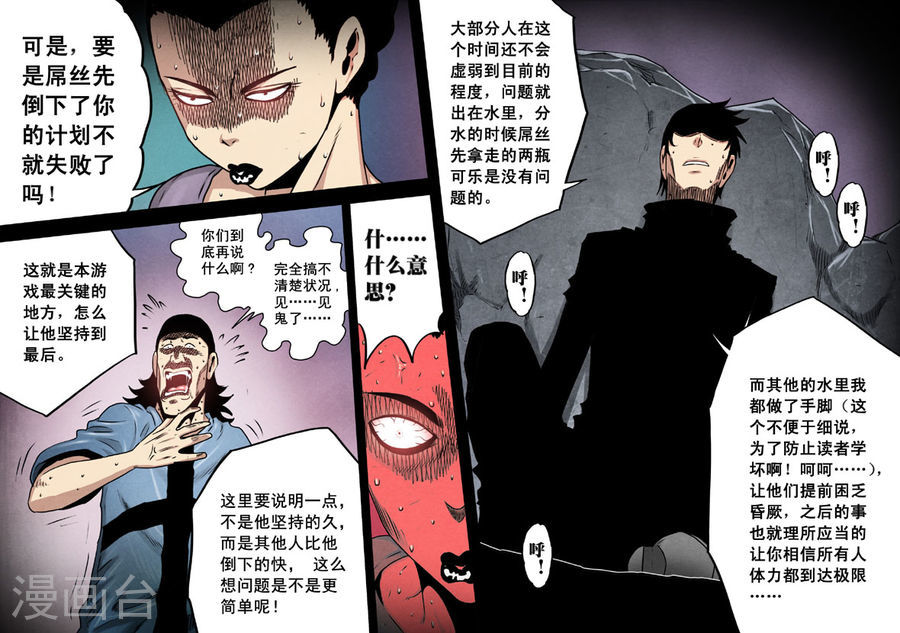 可是，要
是屌丝先
倒下了你
的计划不
就失败了
吗！
这就是本游
戏最关键的
地方，怎么
让他坚持到
最后。
你们到
底再说
什么啊？
完全搞不
清楚状况，
见……见
鬼了……
这里要说明一点，
不是他坚持的久，
而是其他人比他
倒下的快， 这么
想问题是不是更
简单呢！
什……
什么意
思？
大部分人在这
个时间还不会
虚弱到目前的
程度，问题就
出在水里，分
水的时候屌丝
先拿走的两瓶
可乐是没有问
题的。
呼！
呼！
呼！
呼！
而其他的水里我
都做了手脚（这
个不便于细说，
为了防止读者学
坏啊！呵呵……），
让他们提前困乏
昏厥，之后的事
也就理所应当的
让你相信所有人
体力都到达极限
……
漫画台